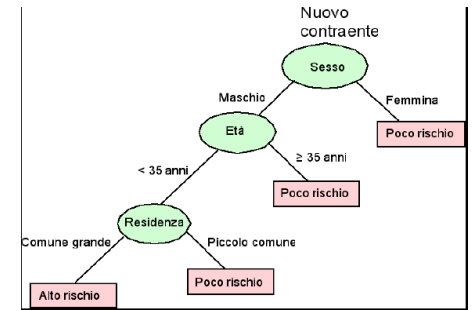 Nuovo
contraente
Sesso
Maschio
Femmina
Età
Poco rischio
< 35 anni
≥ 35 anni
Poco rischio
Residenza
Comune grande
Piccolo comune
Alto rischio
Poco rischio